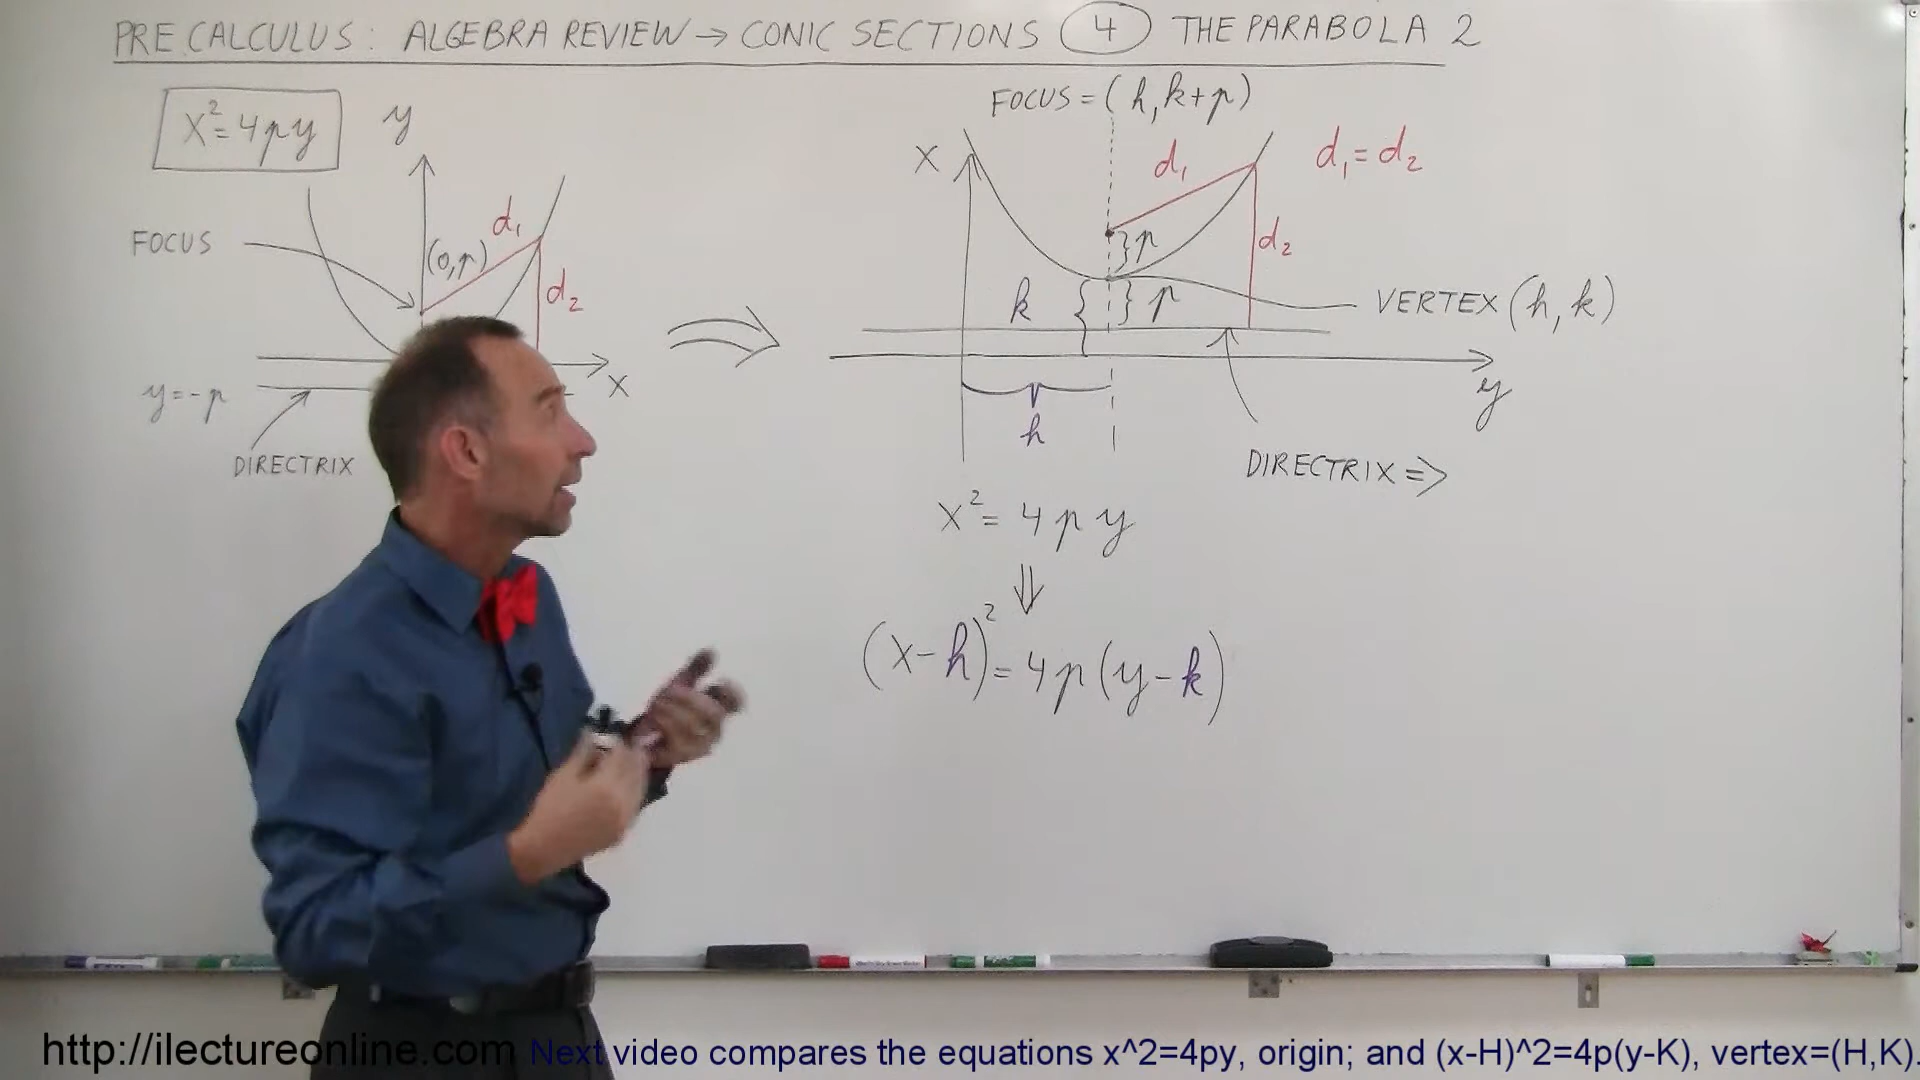 PRE CALCULUS: ALGEBRA REVIEW → CONIC SECTIONS 4 THE PARABOLA 2
x²=4py
y
FOCUS
(0,p)
d₁
d₂
x
y=-p
DIRECTRIX
FOCUS=(h,k+p)
x
d₁
d₁=d₂
}p
d₂
k { } p
VERTEX(h,k)
y
h
DIRECTRIX ⇒
x²=4py
⇓
(x-h)²=4p(y-k)
http://ilectureonline.com Next video compares the equations x^2=4py, origin; and (x-H)^2=4p(y-K), vertex=(H,K).